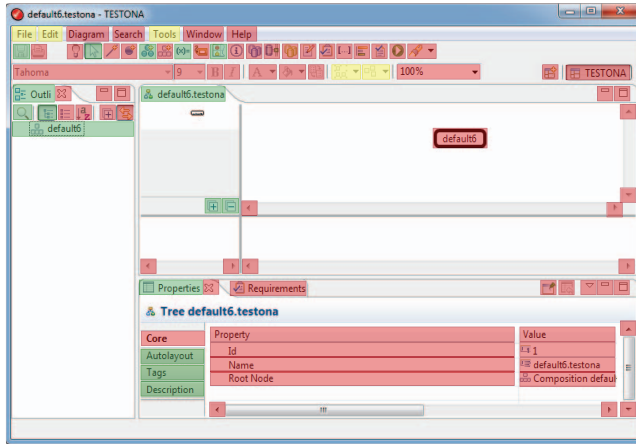 default6.testona - TESTONA
File Edit Diagram Search Tools Window Help
Tahoma 9 B I A 100% TESTONA
Outli default6.testona
default6
default6
Properties Requirements
Tree default6.testona
Core Property Value
Id 1
Autolayout Name default6.testona
Tags Root Node Composition defaul
Description